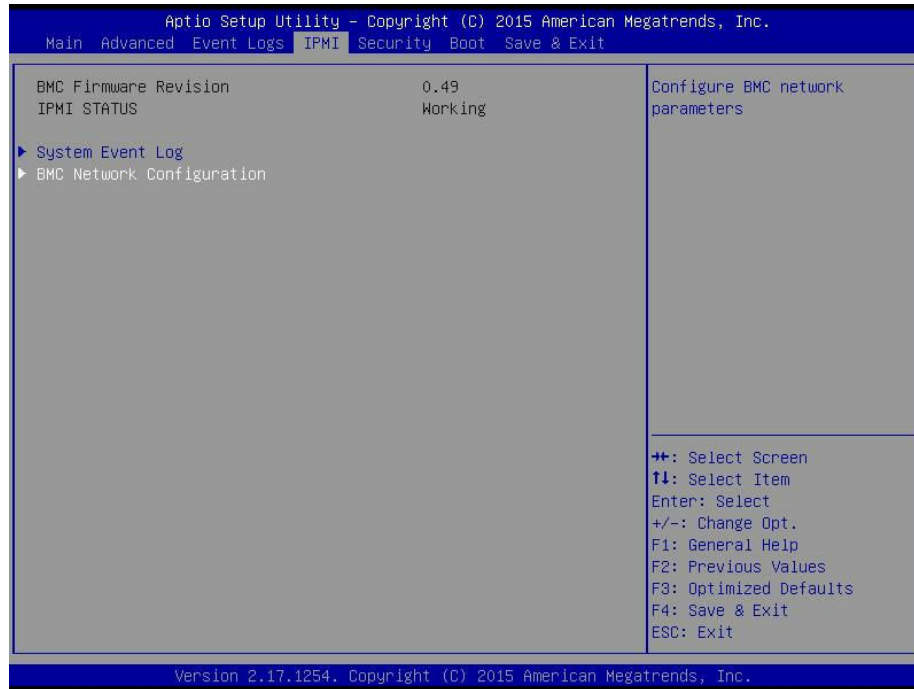 Aptio Setup Utility – Copyright (C) 2015 American Megatrends, Inc.
Main Advanced Event Logs IPMI Security Boot Save & Exit
BMC Firmware Revision 0.49
IPMI STATUS Working
System Event Log
BMC Network Configuration
Configure BMC network
parameters
→←: Select Screen
↑↓: Select Item
Enter: Select
+/-: Change Opt.
F1: General Help
F2: Previous Values
F3: Optimized Defaults
F4: Save & Exit
ESC: Exit
Version 2.17.1254. Copyright (C) 2015 American Megatrends, Inc.